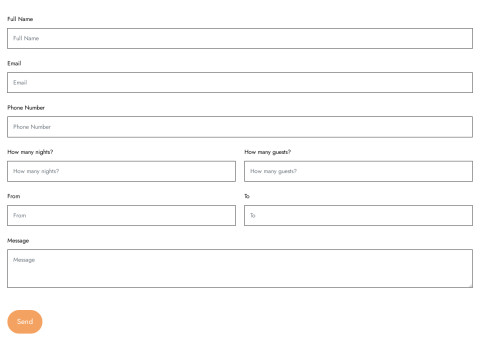 Full Name
Full Name
Email
Email
Phone Number
Phone Number
How many nights? How many guests?
How many nights? How many guests?
From To
From To
Message
Message
Send